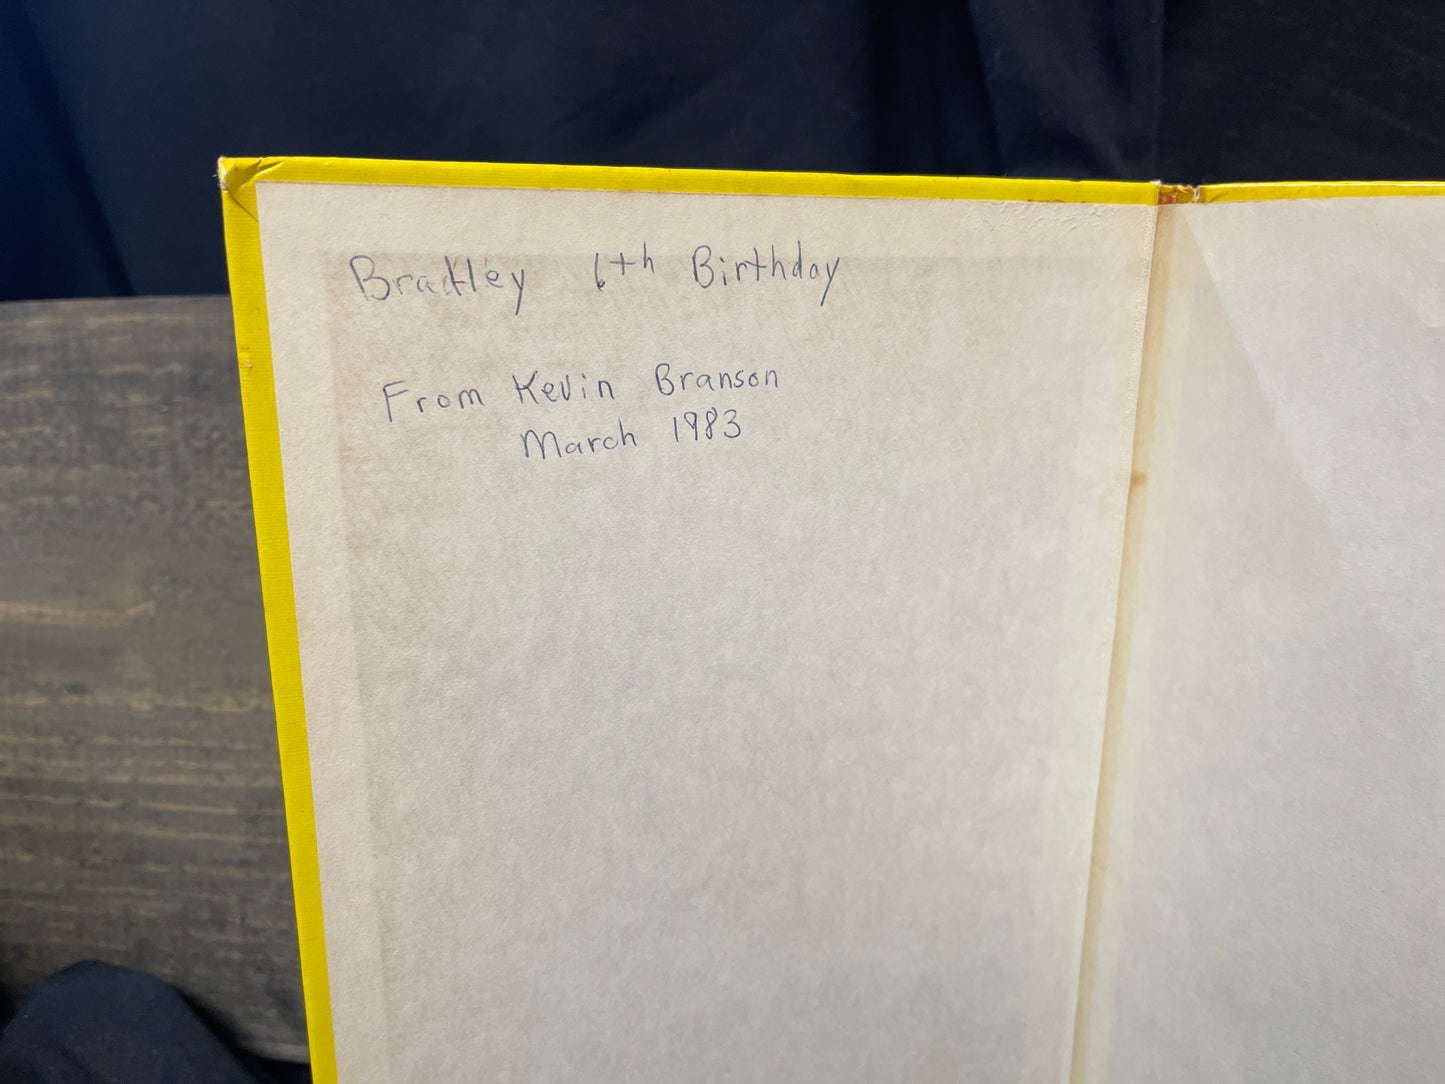 Bradley 6th Birthday
From Kevin Branson
March 1983